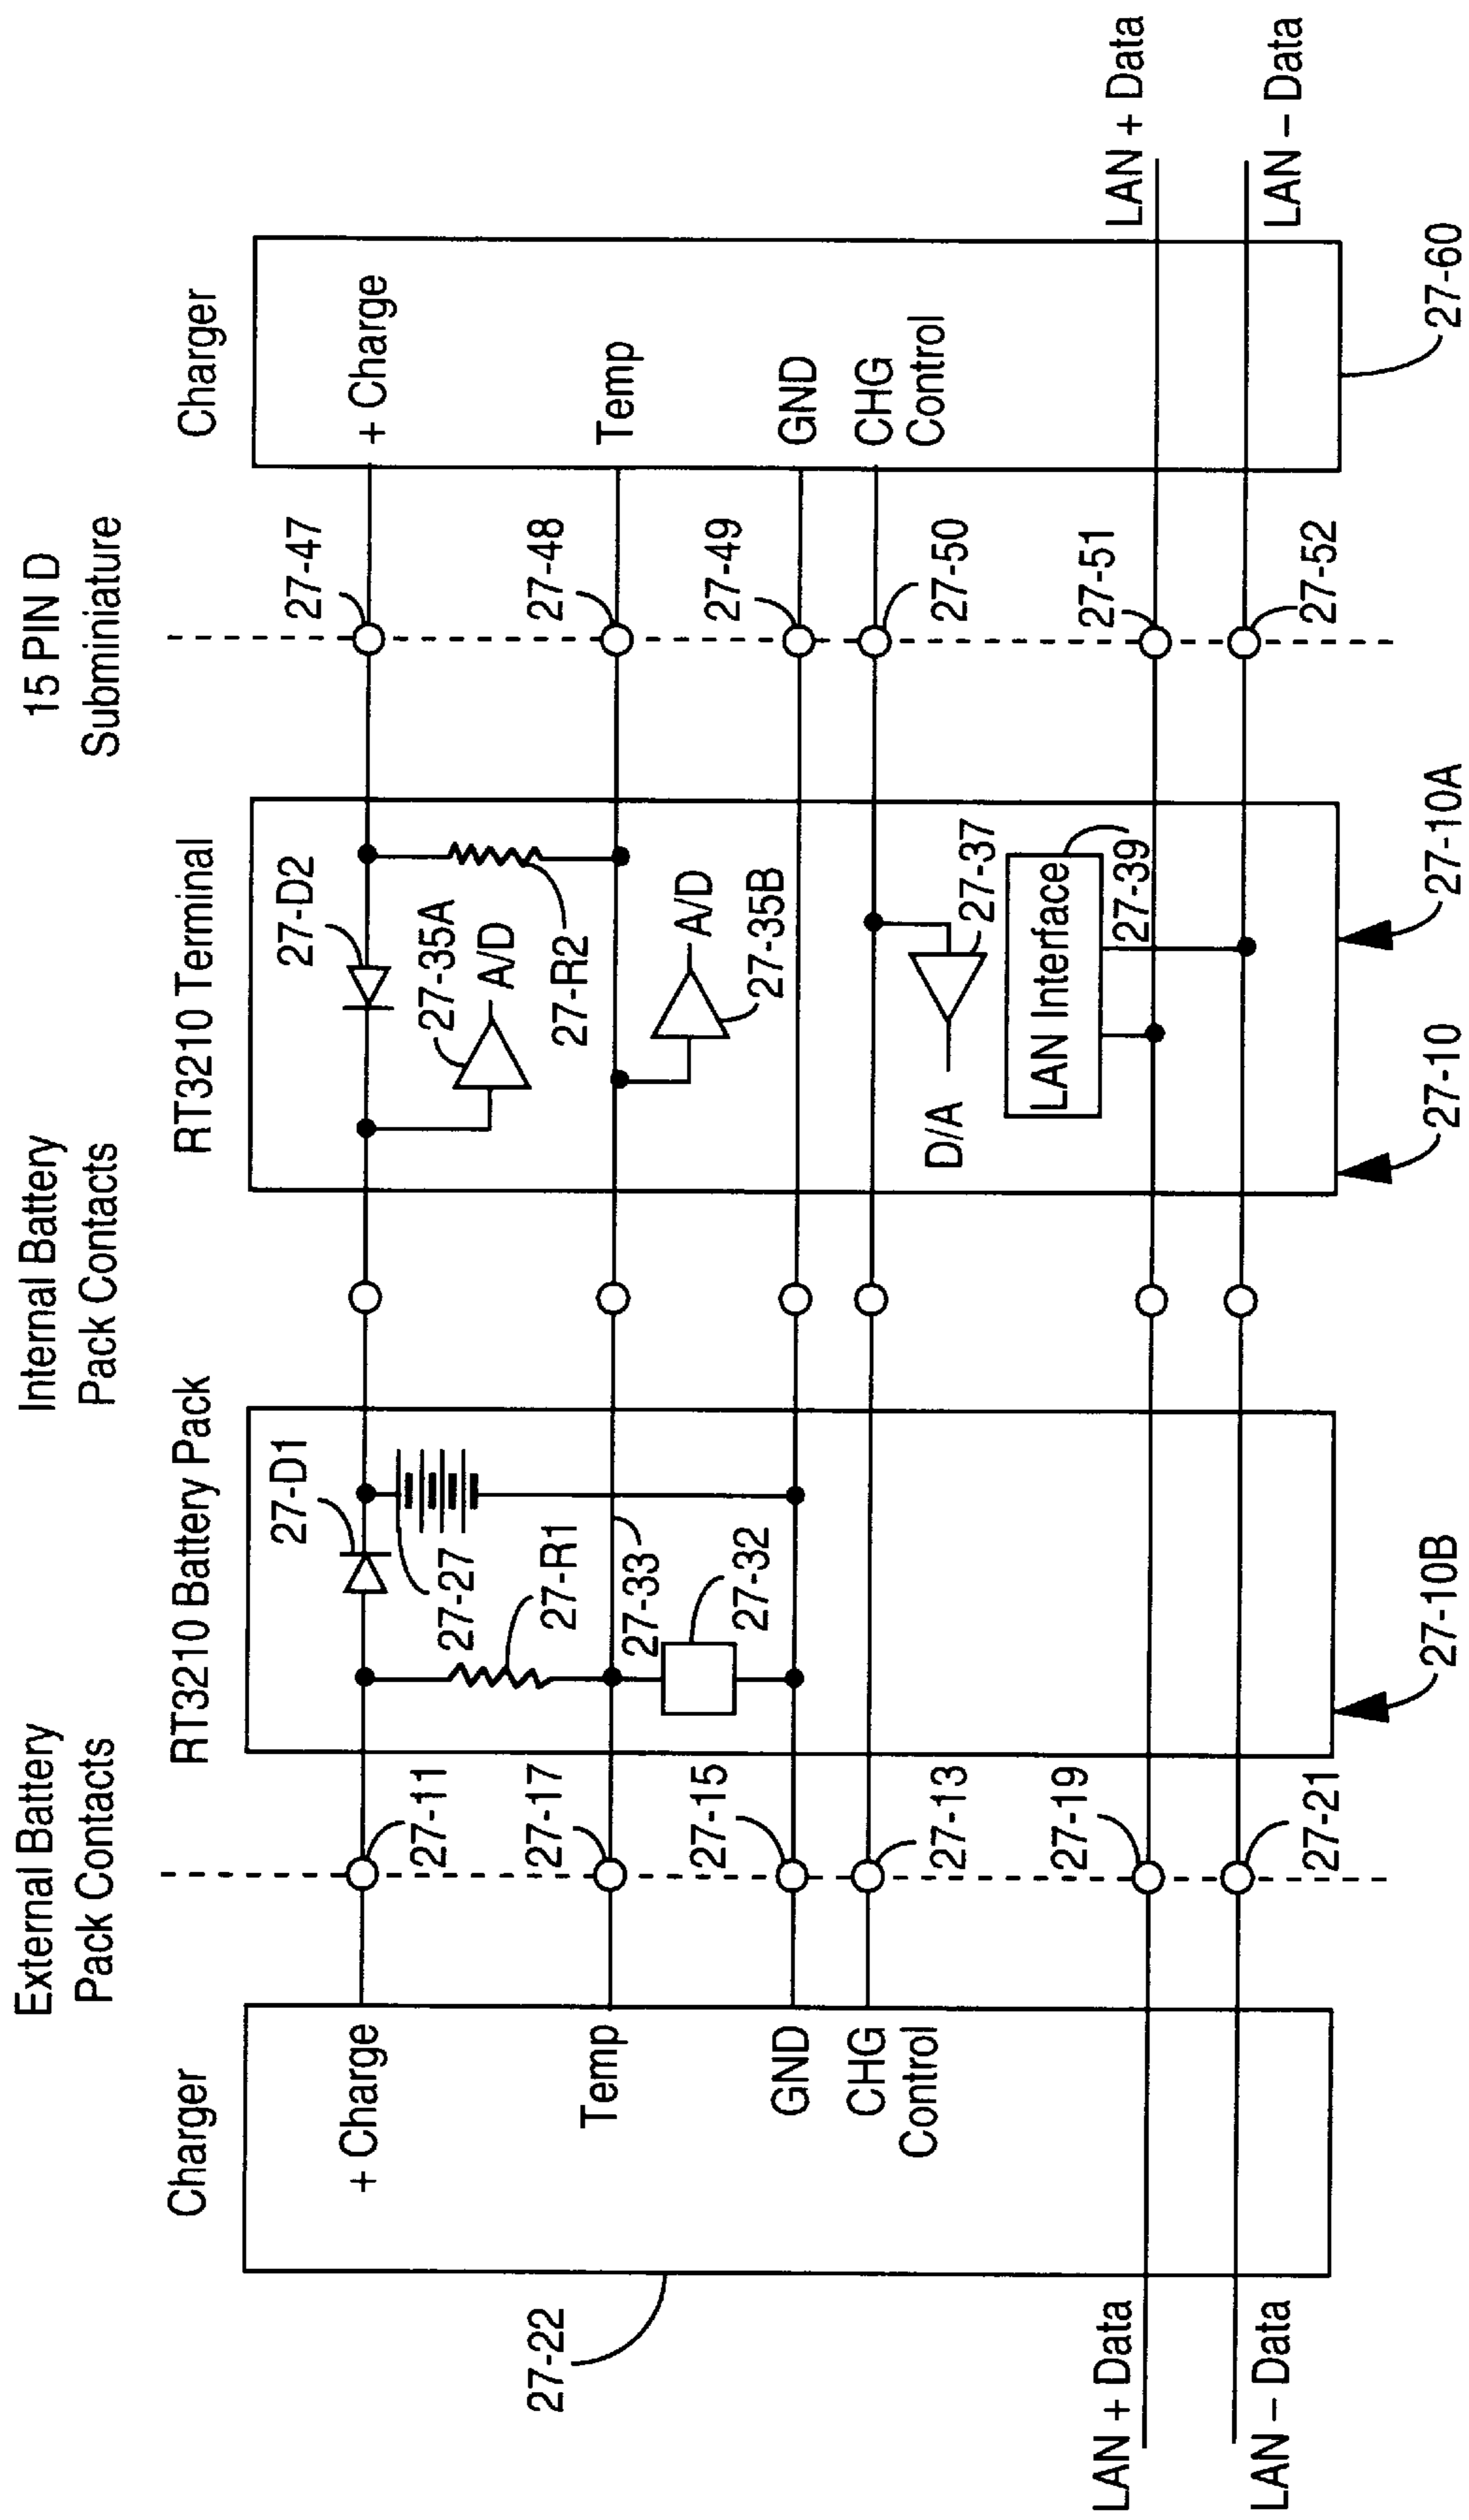 External Battery
Pack Contacts
Internal Battery
Pack Contacts
15 PIN D
Subminiature
Charger
RT3210 Battery Pack
RT3210 Terminal
Charger
27-22
+ Charge
Temp
GND
CHG
Control
LAN + Data
LAN – Data
27-11
27-17
27-15
27-13
27-19
27-21
27-D1
27-27
27-R1
27-33
27-32
27-10B
27-D2
27-35A
A/D
27-R2
A/D
27-35B
D/A
27-37
LAN Interface
27-39
27-10
27-10A
27-47
27-48
27-49
27-50
27-51
27-52
+ Charge
Temp
GND
CHG
Control
LAN + Data
LAN – Data
27-60